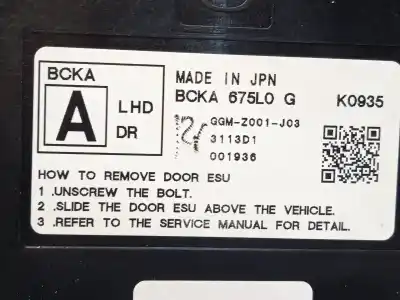 BCKA
A
LHD
DR
MADE IN JPN
BCKA 675L0 G K0935
GGM-Z001-J03
3113D1
001936
HOW TO REMOVE DOOR ESU
1 .UNSCREW THE BOLT.
2 .SLIDE THE DOOR ESU ABOVE THE VEHICLE.
3 .REFER TO THE SERVICE MANUAL FOR DETAIL.